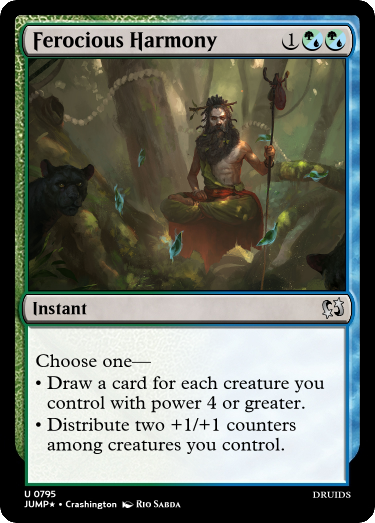 Ferocious Harmony 1
Instant
Choose one—
• Draw a card for each creature you
control with power 4 or greater.
• Distribute two +1/+1 counters
among creatures you control.
U 0795
JUMP★ • Crashington Rio Sabda
DRUIDS